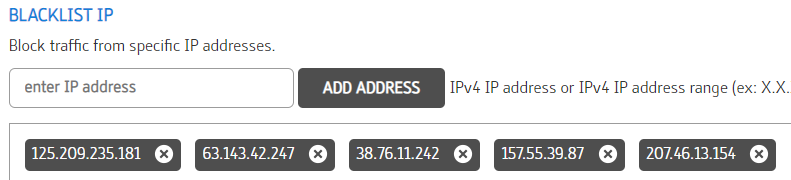 BLACKLIST IP
Block traffic from specific IP addresses.
enter IP address ADD ADDRESS IPv4 IP address or IPv4 IP address range (ex: X.X.
125.209.235.181 63.143.42.247 38.76.11.242 157.55.39.87 207.46.13.154